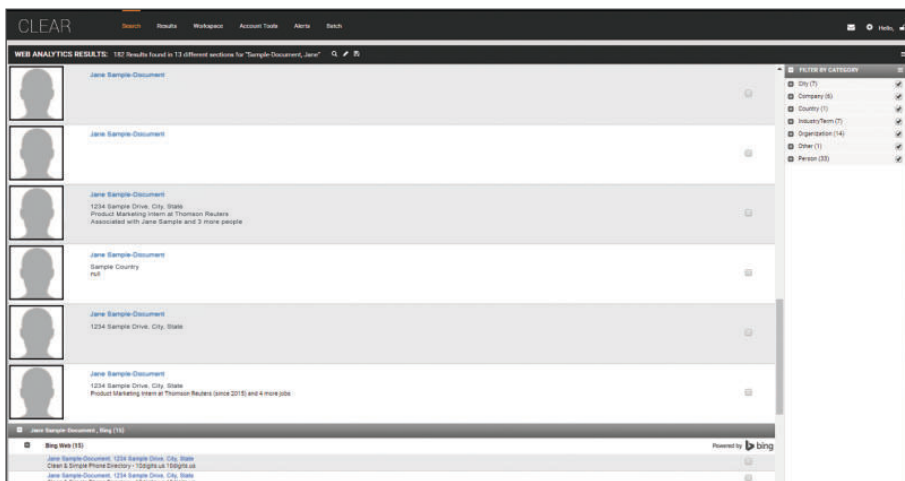 CLEAR Search Results Workspace Account Tools Alerts Batch Hello,
WEB ANALYTICS RESULTS: 182 Results found in 13 different sections for "Sample-Document, Jane"
FILTER BY CATEGORY
City (7)
Company (6)
Country (1)
IndustryTerm (7)
Organization (14)
Other (1)
Person (33)
Jane Sample-Document
Jane Sample-Document
Jane Sample-Document
1234 Sample Drive, City, State
Product Marketing Intern at Thomson Reuters
Associated with Jane Sample and 3 more people
Jane Sample-Document
Sample Country
null
Jane Sample-Document
1234 Sample Drive, City, State
Jane Sample-Document
1234 Sample Drive, City, State
Product Marketing Intern at Thomson Reuters (since 2015) and 4 more jobs
Jane Sample-Document , Bing (15)
Bing Web (15) Powered by bing
Jane Sample-Document, 1234 Sample Drive, City, State
Clean & Simple Phone Directory - 10digits.us 10digits.us
Jane Sample-Document, 1234 Sample Drive, City, State